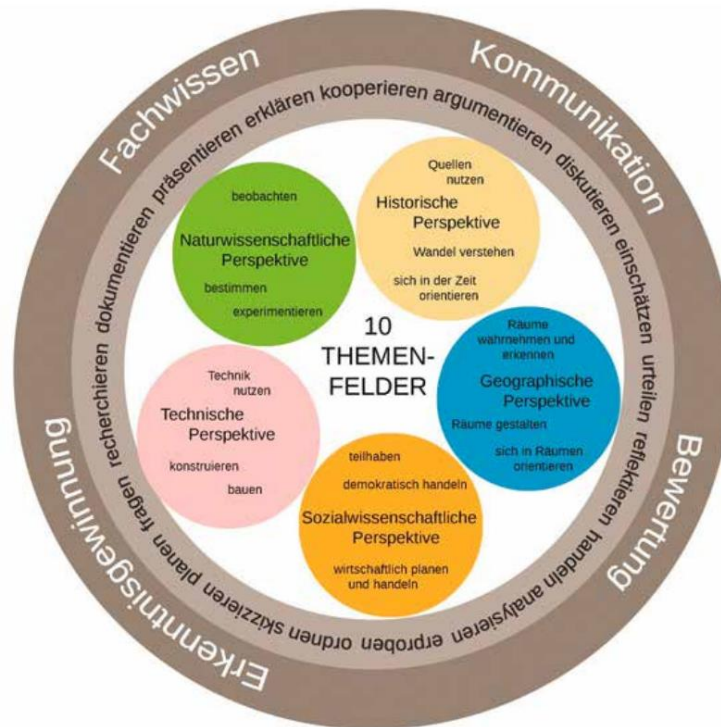 Fachwissen
Kommunikation
Bewertung
Erkenntnisgewinnung
fragen recherchieren dokumentieren präsentieren erklären kooperieren argumentieren diskutieren einschätzen urteilen reflektieren handeln analysieren erproben ordnen skizzieren planen
beobachten
Naturwissenschaftliche
Perspektive
bestimmen
experimentieren
Quellen
nutzen
Historische
Perspektive
Wandel verstehen
sich in der Zeit
orientieren
10
THEMEN-
FELDER
Räume
wahrnehmen und
erkennen
Geographische
Perspektive
Räume gestalten
sich in Räumen
orientieren
Technik
nutzen
Technische
Perspektive
konstruieren
bauen
teilhaben
demokratisch handeln
Sozialwissenschaftliche
Perspektive
wirtschaftlich planen
und handeln